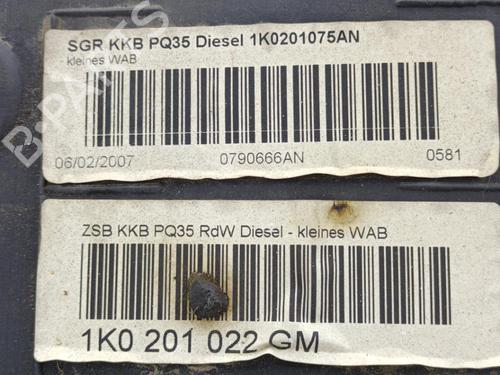 SGR KKB PQ35 Diesel 1K0201075AN
kleines WAB
06/02/2007 0790666AN 0581
ZSB KKB PQ35 RdW Diesel - kleines WAB
1K0 201 022 GM
B-PARTS